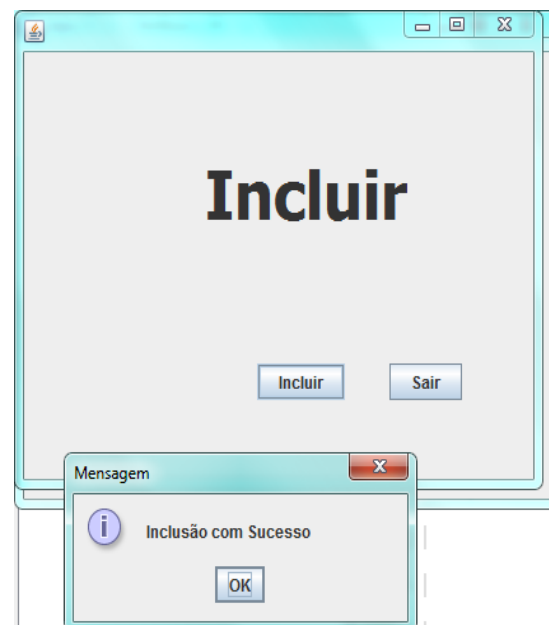 Incluir
Incluir
Sair
Mensagem
i
Inclusão com Sucesso
OK